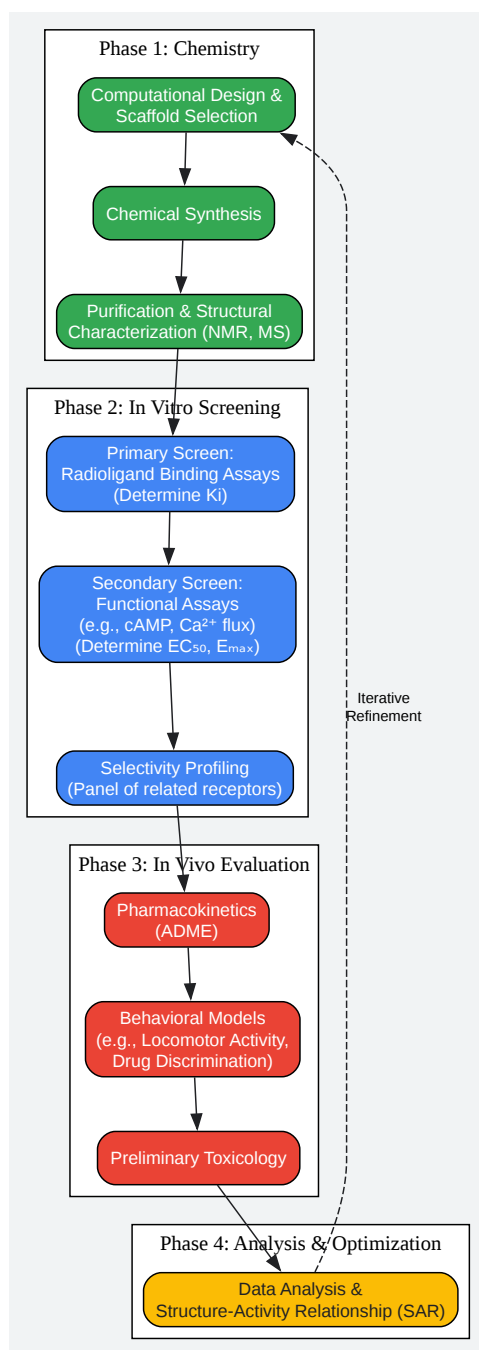 Phase 1: Chemistry
Computational Design &
Scaffold Selection
Chemical Synthesis
Purification & Structural
Characterization (NMR, MS)
Phase 2: In Vitro Screening
Primary Screen:
Radioligand Binding Assays
(Determine Ki)
Secondary Screen:
Functional Assays
(e.g., cAMP, Ca²⁺ flux)
(Determine EC₅₀, Eₘₐₓ)
Iterative
Refinement
Selectivity Profiling
(Panel of related receptors)
Phase 3: In Vivo Evaluation
Pharmacokinetics
(ADME)
Behavioral Models
(e.g., Locomotor Activity,
Drug Discrimination)
Preliminary Toxicology
Phase 4: Analysis & Optimization
Data Analysis &
Structure-Activity Relationship (SAR)